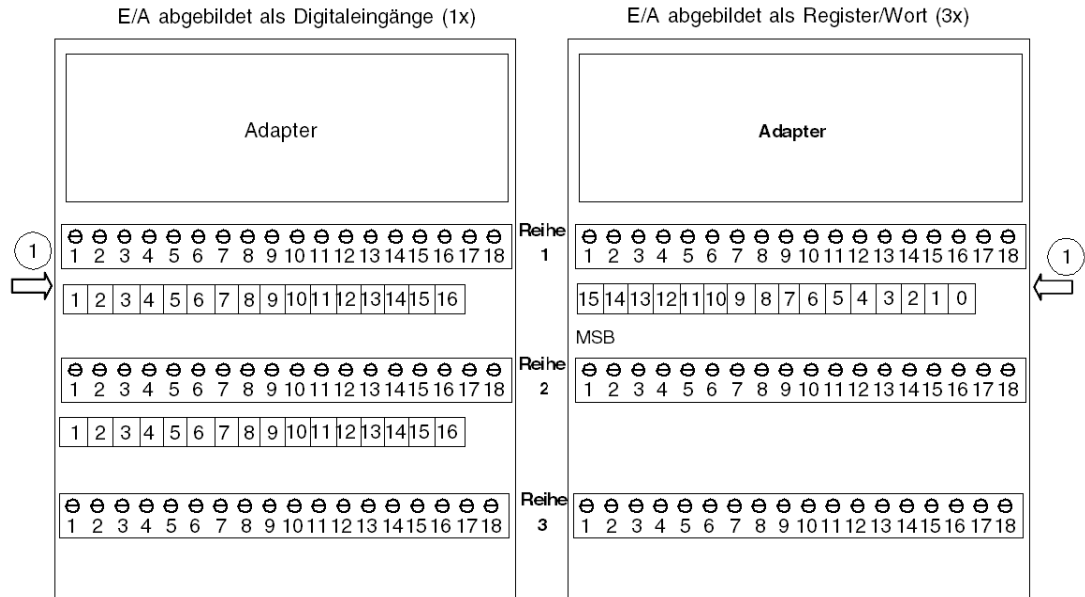 E/A abgebildet als Digitaleingänge (1x)
E/A abgebildet als Register/Wort (3x)
Adapter
Adapter
1
Reihe
1
1
1 2 3 4 5 6 7 8 9 10 11 12 13 14 15 16 17 18
1 2 3 4 5 6 7 8 9 10 11 12 13 14 15 16 17 18
1 2 3 4 5 6 7 8 9 10 11 12 13 14 15 16
15 14 13 12 11 10 9 8 7 6 5 4 3 2 1 0
MSB
Reihe
2
1 2 3 4 5 6 7 8 9 10 11 12 13 14 15 16 17 18
1 2 3 4 5 6 7 8 9 10 11 12 13 14 15 16 17 18
1 2 3 4 5 6 7 8 9 10 11 12 13 14 15 16
Reihe
3
1 2 3 4 5 6 7 8 9 10 11 12 13 14 15 16 17 18
1 2 3 4 5 6 7 8 9 10 11 12 13 14 15 16 17 18